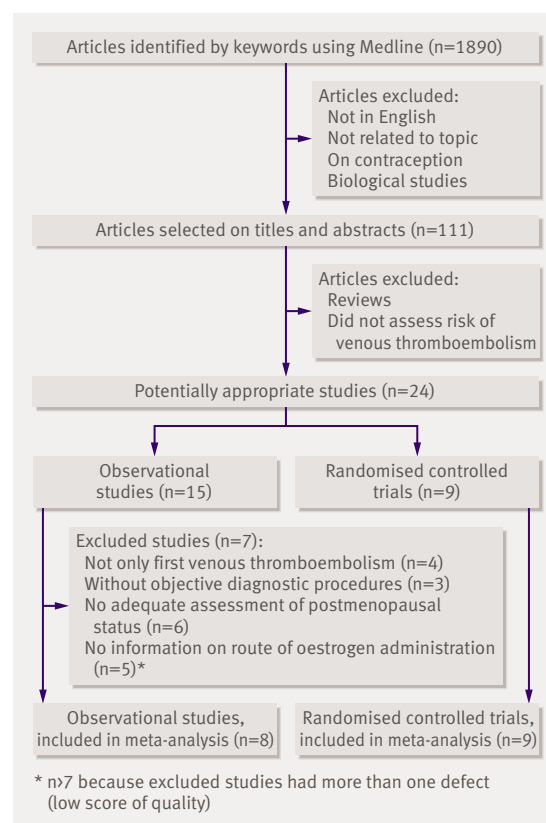 Articles identified by keywords using Medline (n=1890)
Articles excluded:
Not in English
Not related to topic
On contraception
Biological studies
Articles selected on titles and abstracts (n=111)
Articles excluded:
Reviews
Did not assess risk of
venous thromboembolism
Potentially appropriate studies (n=24)
Observational
studies (n=15)
Randomised controlled
trials (n=9)
Excluded studies (n=7):
Not only first venous thromboembolism (n=4)
Without objective diagnostic procedures (n=3)
No adequate assessment of postmenopausal
status (n=6)
No information on route of oestrogen administration
(n=5)*
Observational studies,
included in meta-analysis (n=8)
Randomised controlled trials,
included in meta-analysis (n=9)
* n>7 because excluded studies had more than one defect
(low score of quality)